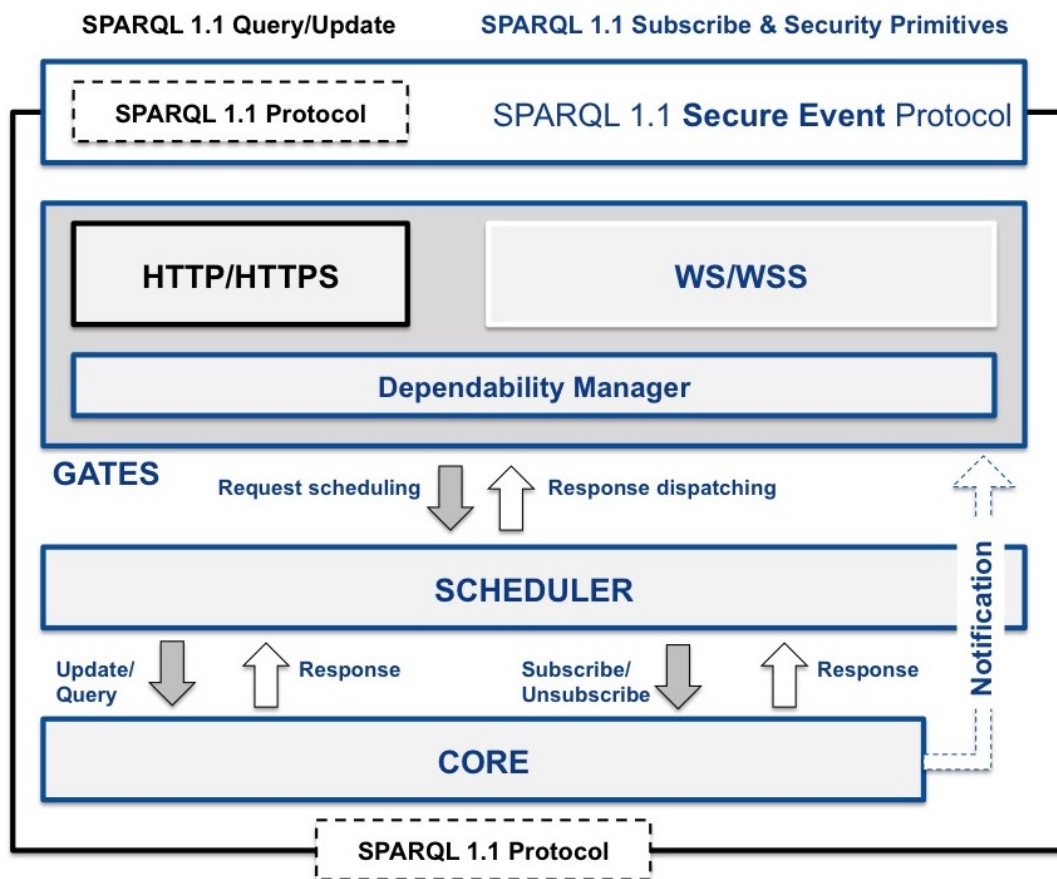 SPARQL 1.1 Query/Update
SPARQL 1.1 Subscribe & Security Primitives
SPARQL 1.1 Protocol
SPARQL 1.1 Secure Event Protocol
HTTP/HTTPS
WS/WSS
Dependability Manager
GATES
Request scheduling
Response dispatching
SCHEDULER
Notification
Update/
Query
Response
Subscribe/
Unsubscribe
Response
CORE
SPARQL 1.1 Protocol